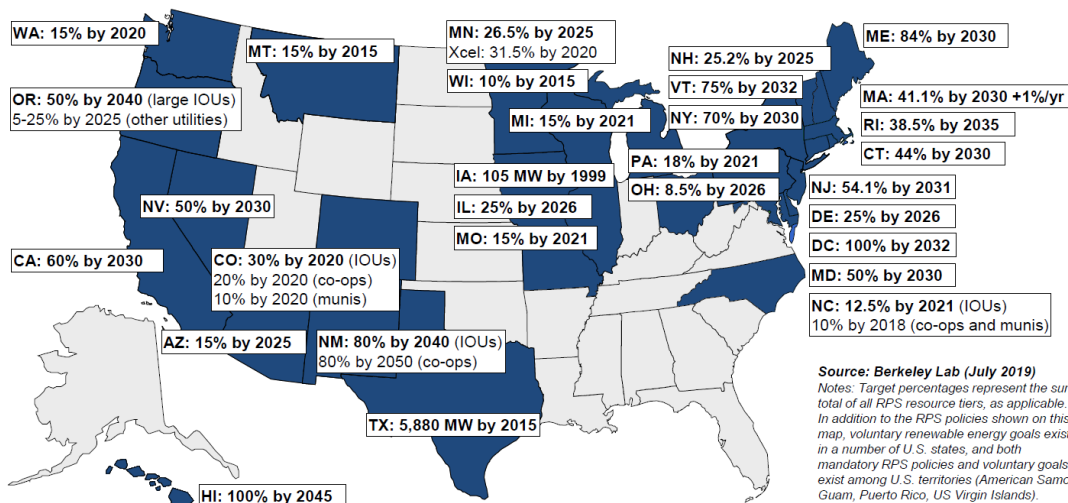 WA: 15% by 2020
MT: 15% by 2015
MN: 26.5% by 2025
Xcel: 31.5% by 2020
WI: 10% by 2015
MI: 15% by 2021
NH: 25.2% by 2025
VT: 75% by 2032
NY: 70% by 2030
ME: 84% by 2030
MA: 41.1% by 2030 +1%/yr
RI: 38.5% by 2035
CT: 44% by 2030
OR: 50% by 2040 (large IOUs)
5-25% by 2025 (other utilities)
PA: 18% by 2021
OH: 8.5% by 2026
IA: 105 MW by 1999
IL: 25% by 2026
MO: 15% by 2021
NJ: 54.1% by 2031
DE: 25% by 2026
DC: 100% by 2032
MD: 50% by 2030
NC: 12.5% by 2021 (IOUs)
10% by 2018 (co-ops and munis)
NV: 50% by 2030
CA: 60% by 2030
CO: 30% by 2020 (IOUs)
20% by 2020 (co-ops)
10% by 2020 (munis)
AZ: 15% by 2025
NM: 80% by 2040 (IOUs)
80% by 2050 (co-ops)
TX: 5,880 MW by 2015
HI: 100% by 2045
Source: Berkeley Lab (July 2019)
Notes: Target percentages represent the sum
total of all RPS resource tiers, as applicable.
In addition to the RPS policies shown on this
map, voluntary renewable energy goals exist
in a number of U.S. states, and both
mandatory RPS policies and voluntary goals
exist among U.S. territories (American Samoa,
Guam, Puerto Rico, US Virgin Islands).